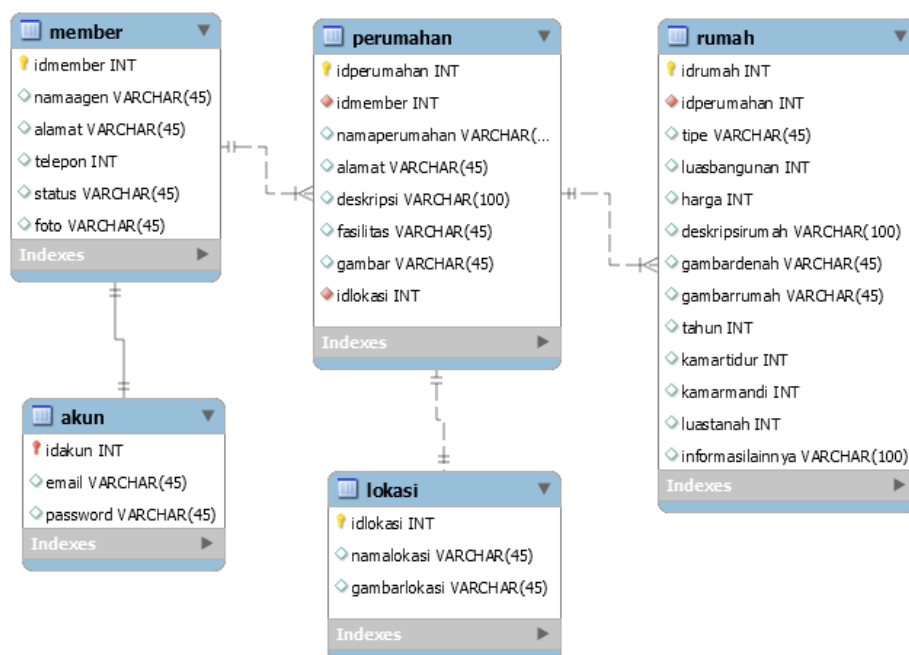 member
idmember INT
namaagen VARCHAR(45)
alamat VARCHAR(45)
telepon INT
status VARCHAR(45)
foto VARCHAR(45)
Indexes
perumahan
idperumahan INT
idmember INT
namaperumahan VARCHAR(...
alamat VARCHAR(45)
deskripsi VARCHAR(100)
fasilitas VARCHAR(45)
gambar VARCHAR(45)
idlokasi INT
Indexes
rumah
idrumah INT
idperumahan INT
tipe VARCHAR(45)
luasbangunan INT
harga INT
deskripsirumah VARCHAR(100)
gambardenah VARCHAR(45)
gambarrumah VARCHAR(45)
tahun INT
kamartidur INT
kamarmandi INT
luastanah INT
informasilainnya VARCHAR(100)
Indexes
akun
idakun INT
email VARCHAR(45)
password VARCHAR(45)
Indexes
lokasi
idlokasi INT
namalokasi VARCHAR(45)
gambarlokasi VARCHAR(45)
Indexes